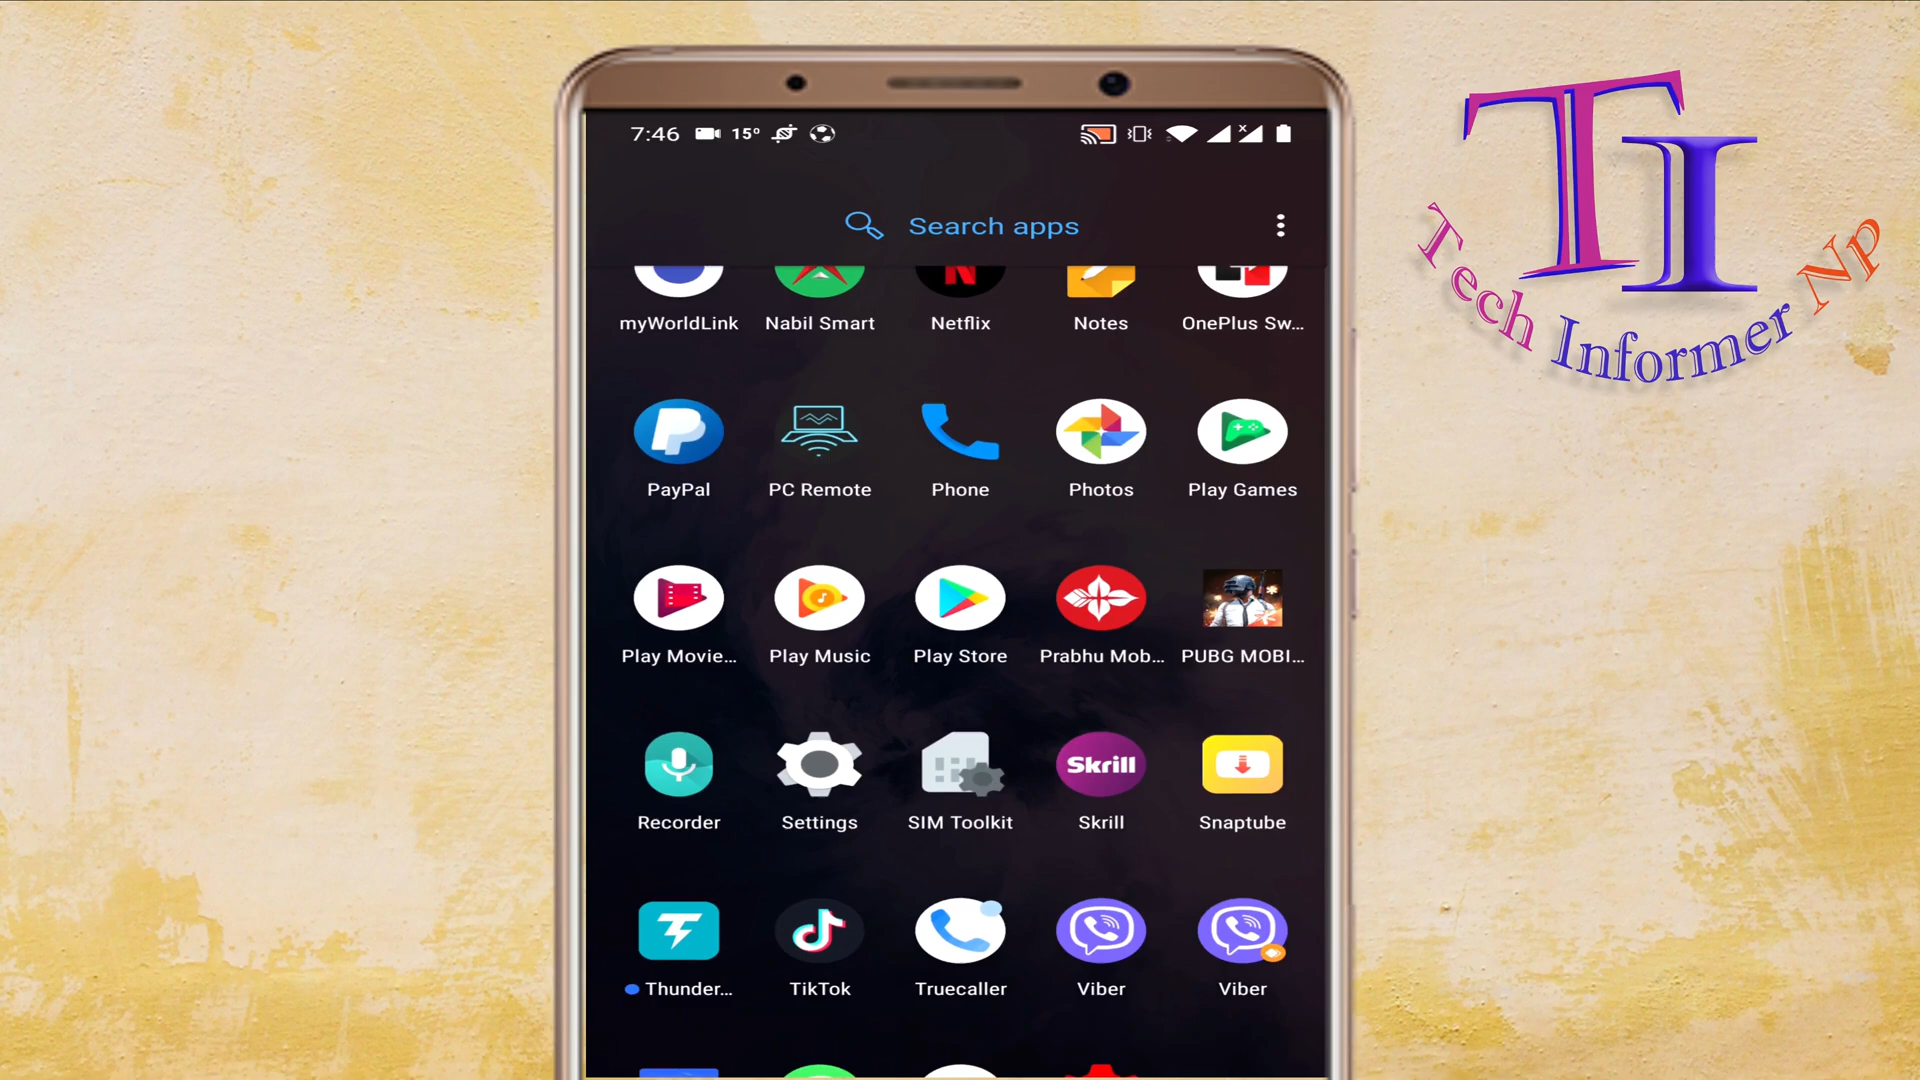 7:46 15°
Search apps
myWorldLink Nabil Smart Netflix Notes OnePlus Sw...
PayPal PC Remote Phone Photos Play Games
Play Movie... Play Music Play Store Prabhu Mob... PUBG MOBI...
Skrill
Recorder Settings SIM Toolkit Skrill Snaptube
Thunder... TikTok Truecaller Viber Viber
TI
Tech Informer Np